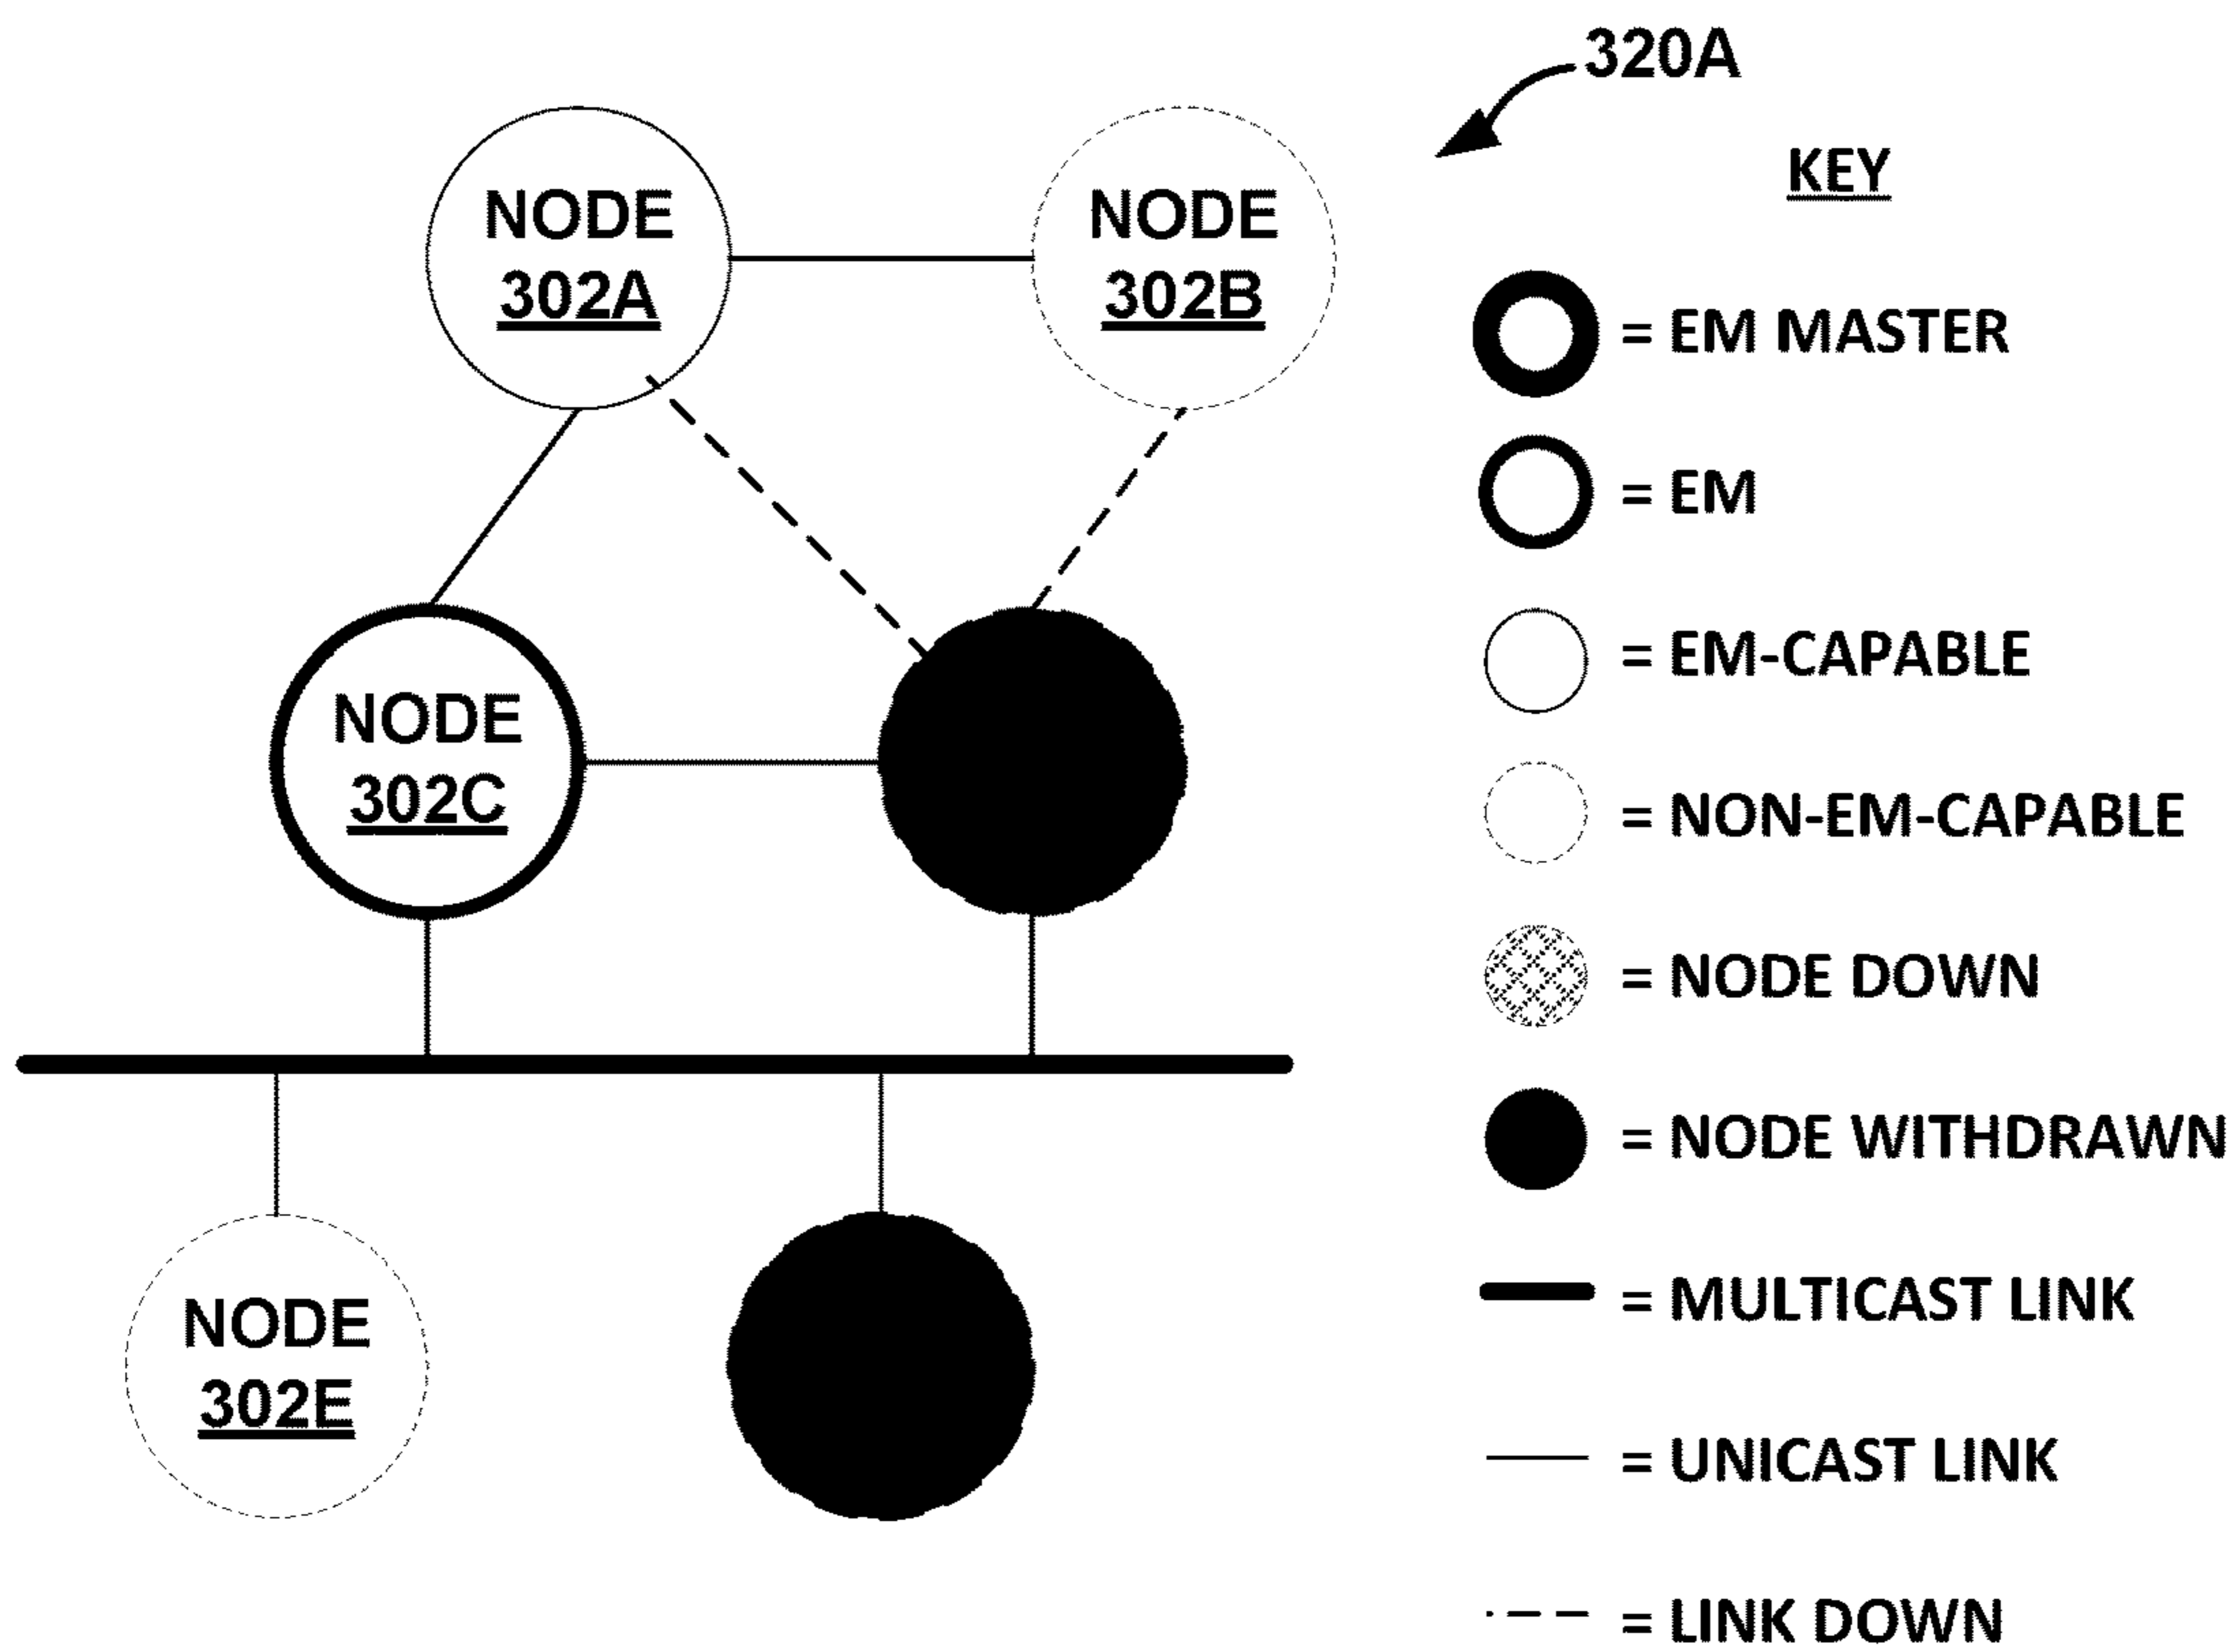 320A
NODE
302A
NODE
302B
NODE
302C
NODE
302E
KEY
= EM MASTER
= EM
= EM-CAPABLE
= NON-EM-CAPABLE
= NODE DOWN
= NODE WITHDRAWN
= MULTICAST LINK
= UNICAST LINK
= LINK DOWN